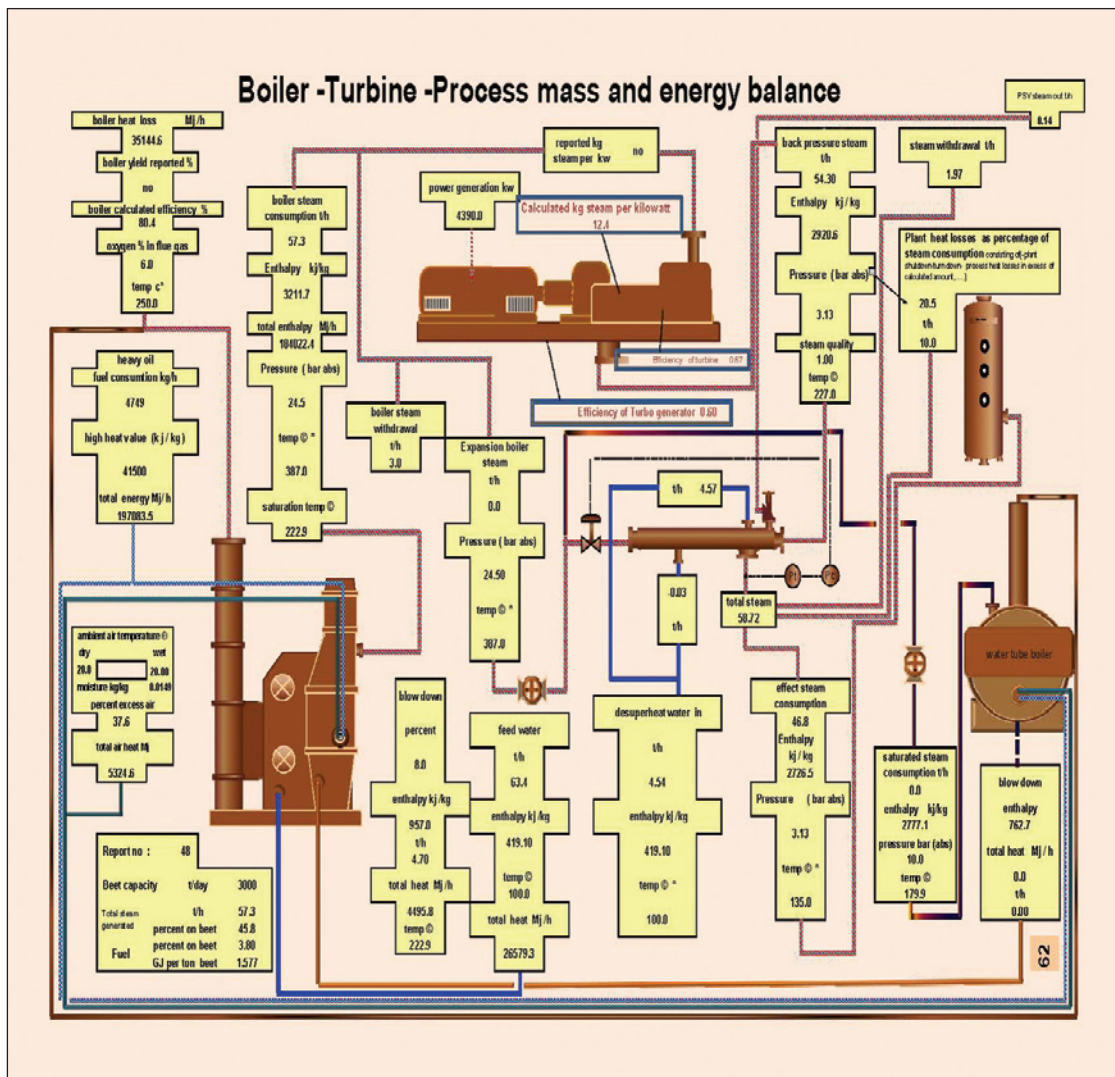 Boiler -Turbine -Process mass and energy balance
PSV steam out t/h
0.14
boiler heat loss Mj/h
35144.6
boiler yield reported %
no
boiler calculated efficiency %
80.4
oxygen % in flue gas
6.0
temp c°
250.0
heavy oil
fuel consumtion kg/h
4749
high heat value (kj/kg)
41500
total energy Mj/h
197083.5
ambient air temperature ©
dry wet
20.0 20.00
moisture kg/kg 0.0149
percent excess air
37.6
total air heat Mj
5324.6
Report no : 48
Beet capacity t/day 3000
Total steam
generated
t/h 57.3
percent on beet 45.8
Fuel
percent on beet 3.80
GJ per ton beet 1.577
boiler steam
consumption t/h
57.3
Enthalpy kj/kg
3211.7
total enthalpy Mj/h
184022.4
Pressure ( bar abs)
24.5
temp © °
387.0
saturation temp ©
222.9
reported kg
steam per kw no
power generation kw
4390.0
Calculated kg steam per kilowatt
12.4
Efficiency of turbine 0.67
Efficiency of Turbo generator 0.60
boiler steam
withdrawal
t/h
3.0
Expansion boiler
steam
t/h
0.0
Pressure ( bar abs)
24.50
temp © °
387.0
blow down
percent
8.0
enthalpy kj/kg
957.0
t/h
4.70
total heat Mj/h
4495.8
temp ©
222.9
feed water
t/h
63.4
enthalpy kj/kg
419.10
temp ©
100.0
total heat Mj/h
26579.3
back pressure steam
t/h
54.30
Enthalpy kj/kg
2920.6
Pressure ( bar abs)
3.13
steam quality
1.00
temp ©
227.0
steam withdrawal t/h
1.97
Plant heat losses as percentage of
steam consumption
20.5
t/h
10.0
t/h 4.57
-0.03
t/h
Pt
total steam
58.72
desuperheat water in
t/h
4.54
enthalpy kj/kg
419.10
temp © °
100.0
effect steam
consumption
46.8
Enthalpy
kj/kg
2726.5
Pressure ( bar abs)
3.13
temp © °
135.0
water tube boiler
saturated steam
consumption t/h
0.0
enthalpy kj/kg
2777.1
pressure bar (abs)
10.0
temp ©
179.9
blow down
enthalpy
762.7
total heat Mj/h
0.0
t/h
0.00
62